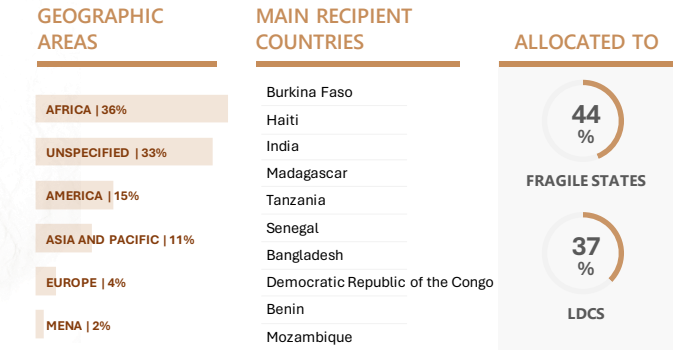 GEOGRAPHIC
AREAS
AFRICA | 36%
UNSPECIFIED | 33%
AMERICA | 15%
ASIA AND PACIFIC | 11%
EUROPE | 4%
MENA | 2%
MAIN RECIPIENT
COUNTRIES
Burkina Faso
Haiti
India
Madagascar
Tanzania
Senegal
Bangladesh
Democratic Republic of the Congo
Benin
Mozambique
ALLOCATED TO
44
%
FRAGILE STATES
37
%
LDCS